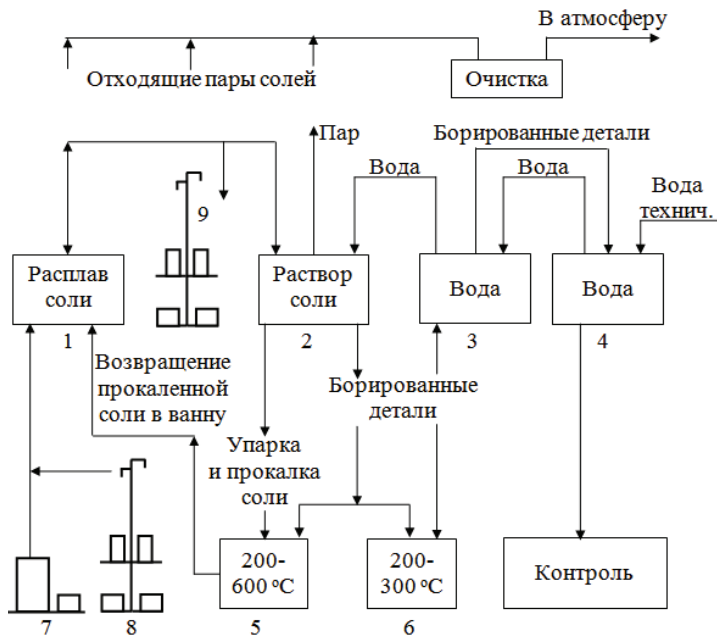 В атмосферу
Отходящие пары солей
Очистка
Пар
Борированные детали
Вода
Вода
Вода
технич.
9
Расплав
соли
Раствор
соли
Вода
Вода
1
2
3
4
Возвращение
прокаленной
соли в ванну
Борированные
детали
Упарка
и прокалка
соли
200-
600 ºС
200-
300 ºС
Контроль
7
8
5
6